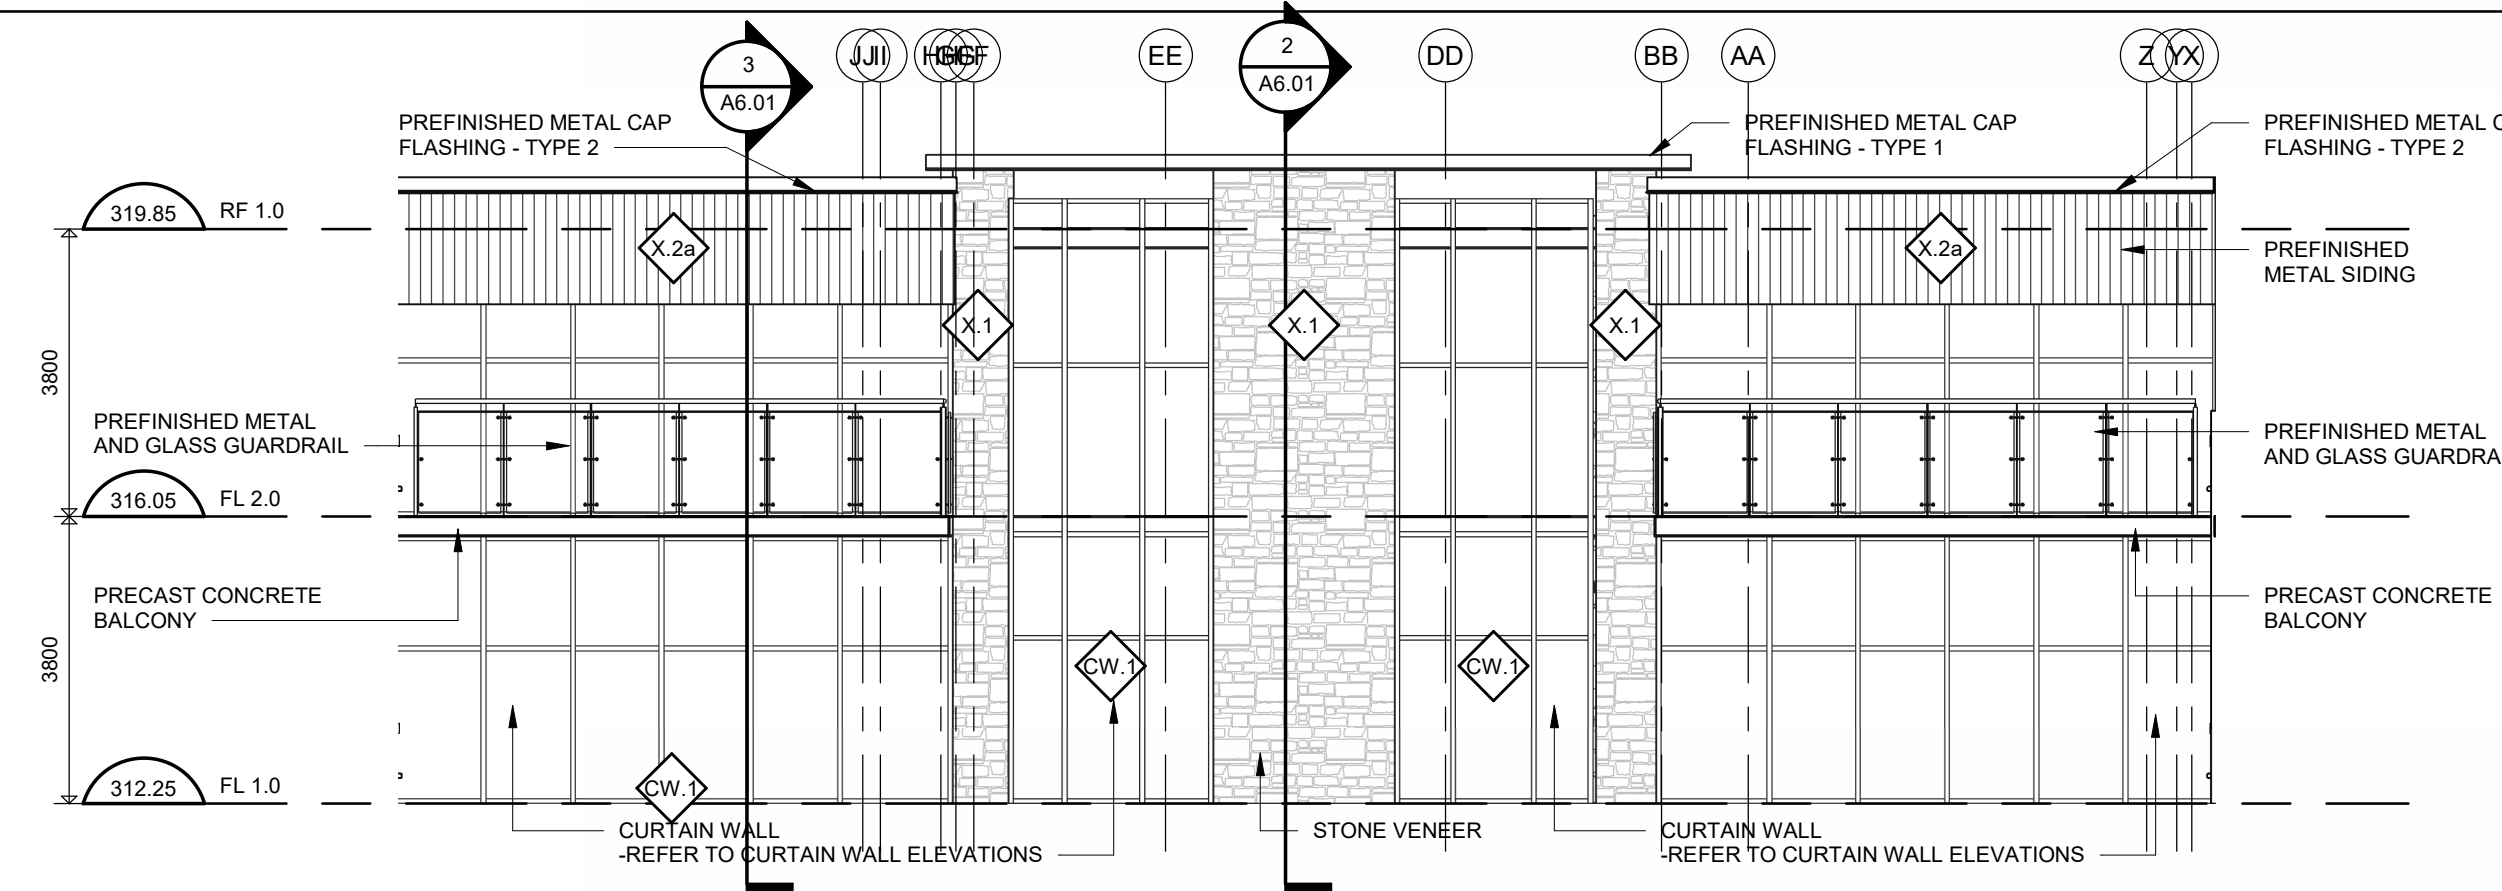 3
A6.01
2
A6.01
JJ
II
EE
DD
BB
AA
Z
Y
X
PREFINISHED METAL CAP
FLASHING - TYPE 2
PREFINISHED METAL CAP
FLASHING - TYPE 1
PREFINISHED METAL C
FLASHING - TYPE 2
319.85
RF 1.0
X.2a
X.2a
PREFINISHED
METAL SIDING
X.1
X.1
X.1
3800
PREFINISHED METAL
AND GLASS GUARDRAIL
PREFINISHED METAL
AND GLASS GUARDRA
316.05
FL 2.0
PRECAST CONCRETE
BALCONY
PRECAST CONCRETE
BALCONY
3800
CW.1
CW.1
312.25
FL 1.0
CW.1
CURTAIN WALL
-REFER TO CURTAIN WALL ELEVATIONS
STONE VENEER
CURTAIN WALL
-REFER TO CURTAIN WALL ELEVATIONS